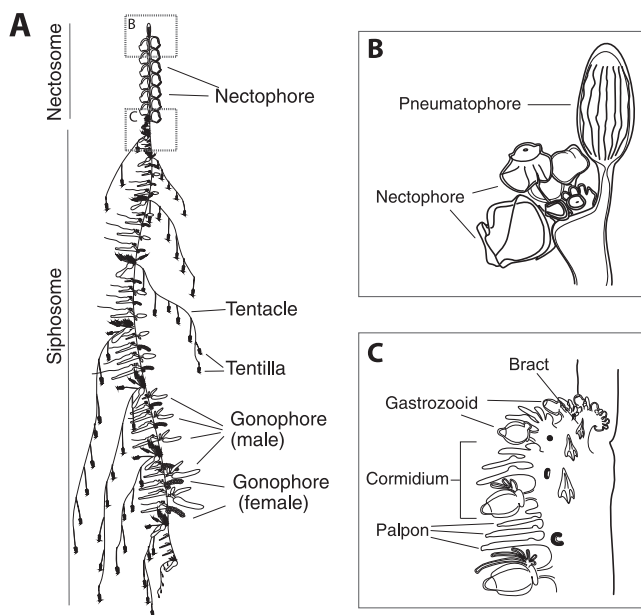 A
Nectosome
Siphosome
B
C
Nectophore
Tentacle
Tentilla
Gonophore
(male)
Gonophore
(female)
B
Pneumatophore
Nectophore
C
Bract
Gastrozooid
Cormidium
Palpon